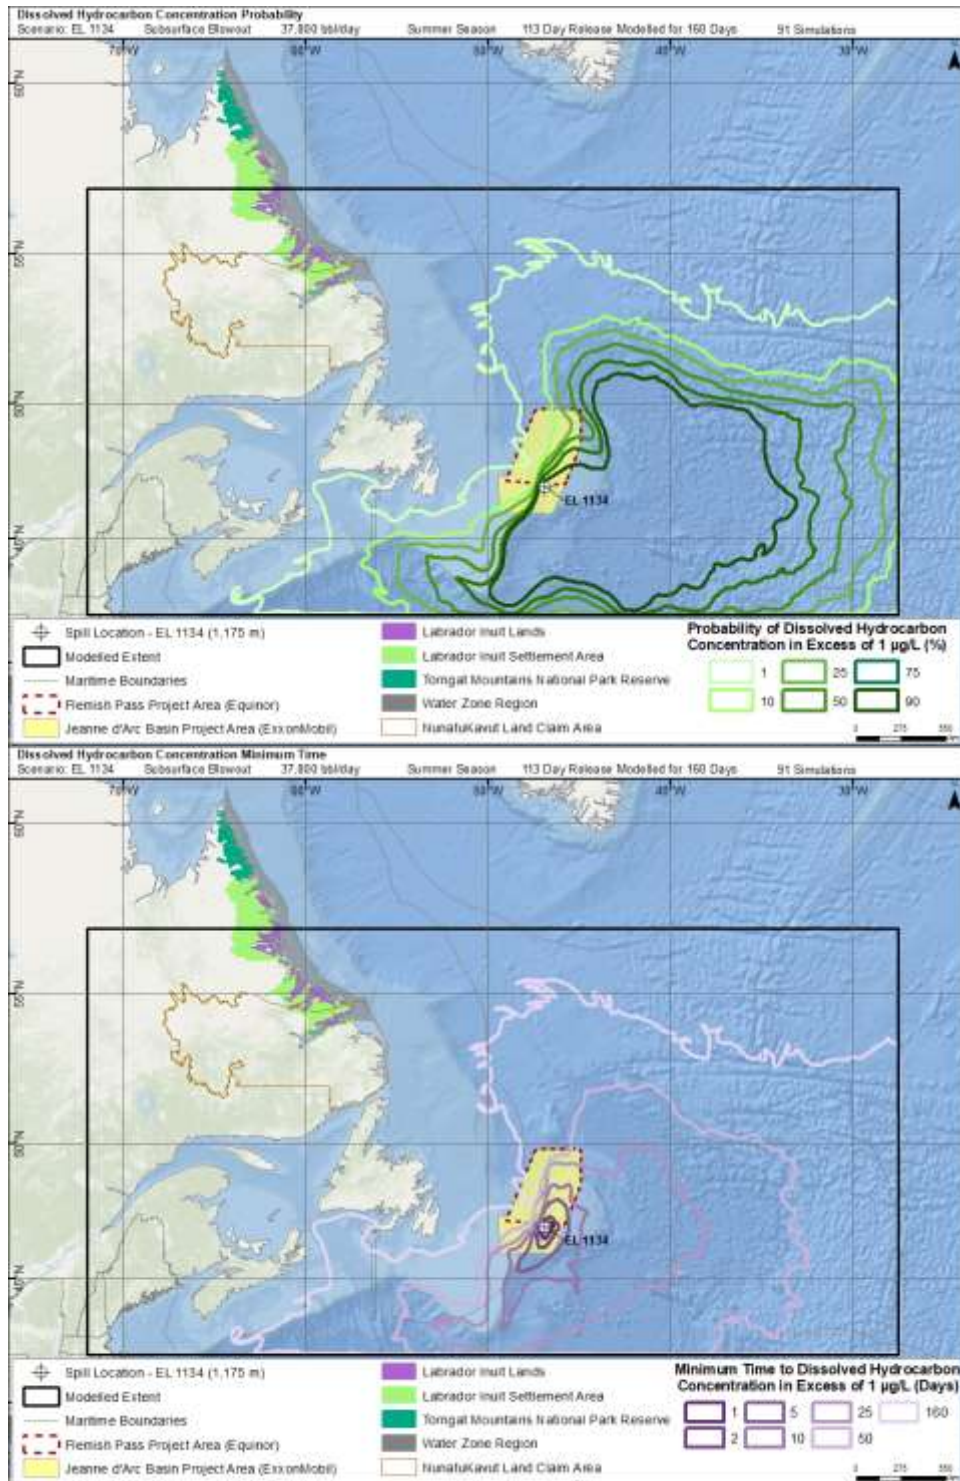 Dissolved Hydrocarbon Concentration Probability
Scenario: EL 1134 Subsurface Blowout 37,800 bbl/day Summer Season 113 Day Release Modelled for 160 Days 91 Simulations
70°W 50°W 40°W 30°W
60°N
55°N
50°N
EL 1134
45°N
Spill Location - EL 1134 (1,175 m)
Modelled Extent
Maritime Boundaries
Flemish Pass Project Area (Equinor)
Jeanne d'Arc Basin Project Area (ExxonMobil)
Labrador Inuit Lands
Labrador Inuit Settlement Area
Torngat Mountains National Park Reserve
Water Zone Region
NunatuKavut Land Claim Area
Probability of Dissolved Hydrocarbon
Concentration in Excess of 1 µg/L (%)
1 25 75
10 50 90
0 275 550
Dissolved Hydrocarbon Concentration Minimum Time
Scenario: EL 1134 Subsurface Blowout 37,800 bbl/day Summer Season 113 Day Release Modelled for 160 Days 91 Simulations
70°W 50°W 40°W 30°W
60°N
55°N
50°N
EL 1134
45°N
Spill Location - EL 1134 (1,175 m)
Modelled Extent
Maritime Boundaries
Flemish Pass Project Area (Equinor)
Jeanne d'Arc Basin Project Area (ExxonMobil)
Labrador Inuit Lands
Labrador Inuit Settlement Area
Torngat Mountains National Park Reserve
Water Zone Region
NunatuKavut Land Claim Area
Minimum Time to Dissolved Hydrocarbon
Concentration in Excess of 1 µg/L (Days)
1 5 25 160
2 10 50
0 275 550